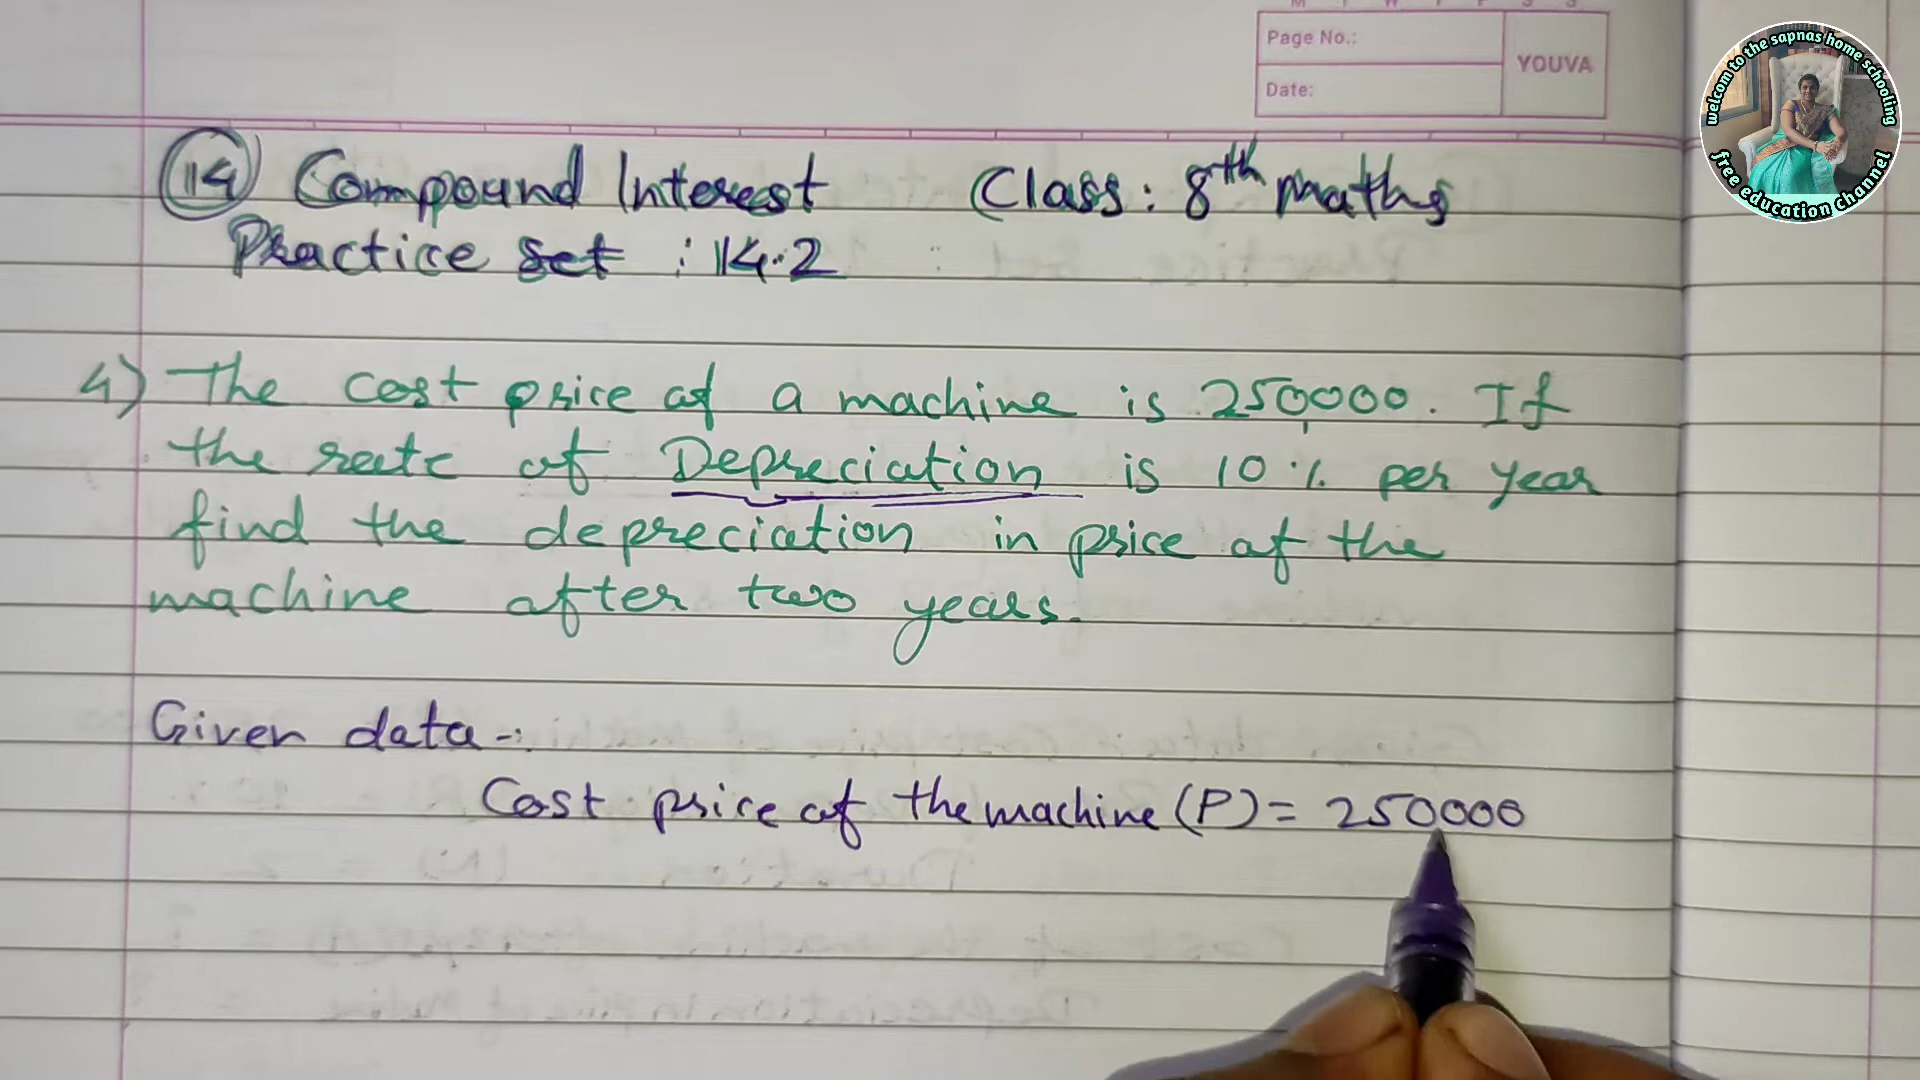 Page No.:
YOUVA
Date:
welcom to the sapnas home schooling
free education channel
14 Compound Interest Class: 8th maths
Practice set : 14.2
4) The cost price of a machine is 250000. If
the rate of Depreciation is 10 % per year
find the depreciation in price of the
machine after two years.
Given data -:
Cost price of the machine (P) = 250000